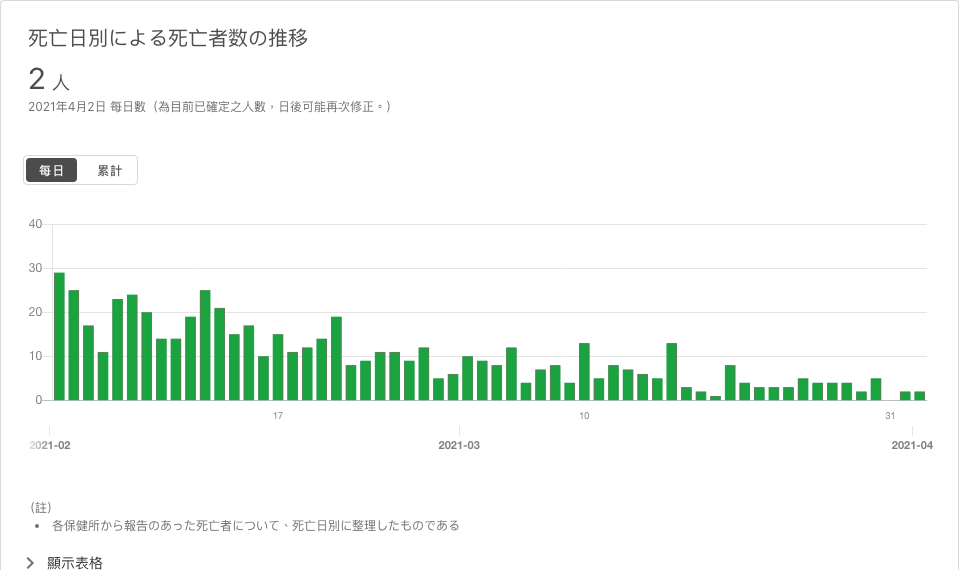 死亡日別による死亡者数の推移
2 人
2021年4月2日 每日數（為目前已確定之人數，日後可能再次修正。）
每日 累計
40
30
20
10
0
17 10 31
2021-02 2021-03 2021-04
（註）
• 各保健所から報告のあった死亡者について、死亡日別に整理したものである
顯示表格